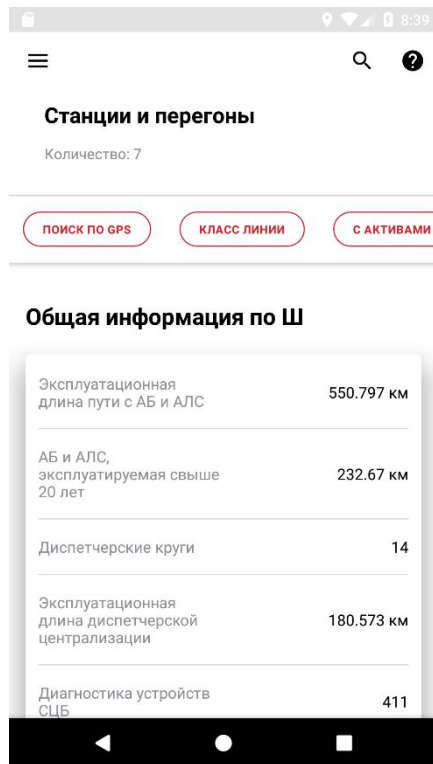 8:39
Станции и перегоны
Количество: 7
ПОИСК ПО GPS
КЛАСС ЛИНИИ
С АКТИВАМИ
Общая информация по Ш
Эксплуатационная
длина пути с АБ и АЛС
550.797 км
АБ и АЛС,
эксплуатируемая свыше
20 лет
232.67 км
Диспетчерские круги
14
Эксплуатационная
длина диспетчерской
централизации
180.573 км
Диагностика устройств
СЦБ
411